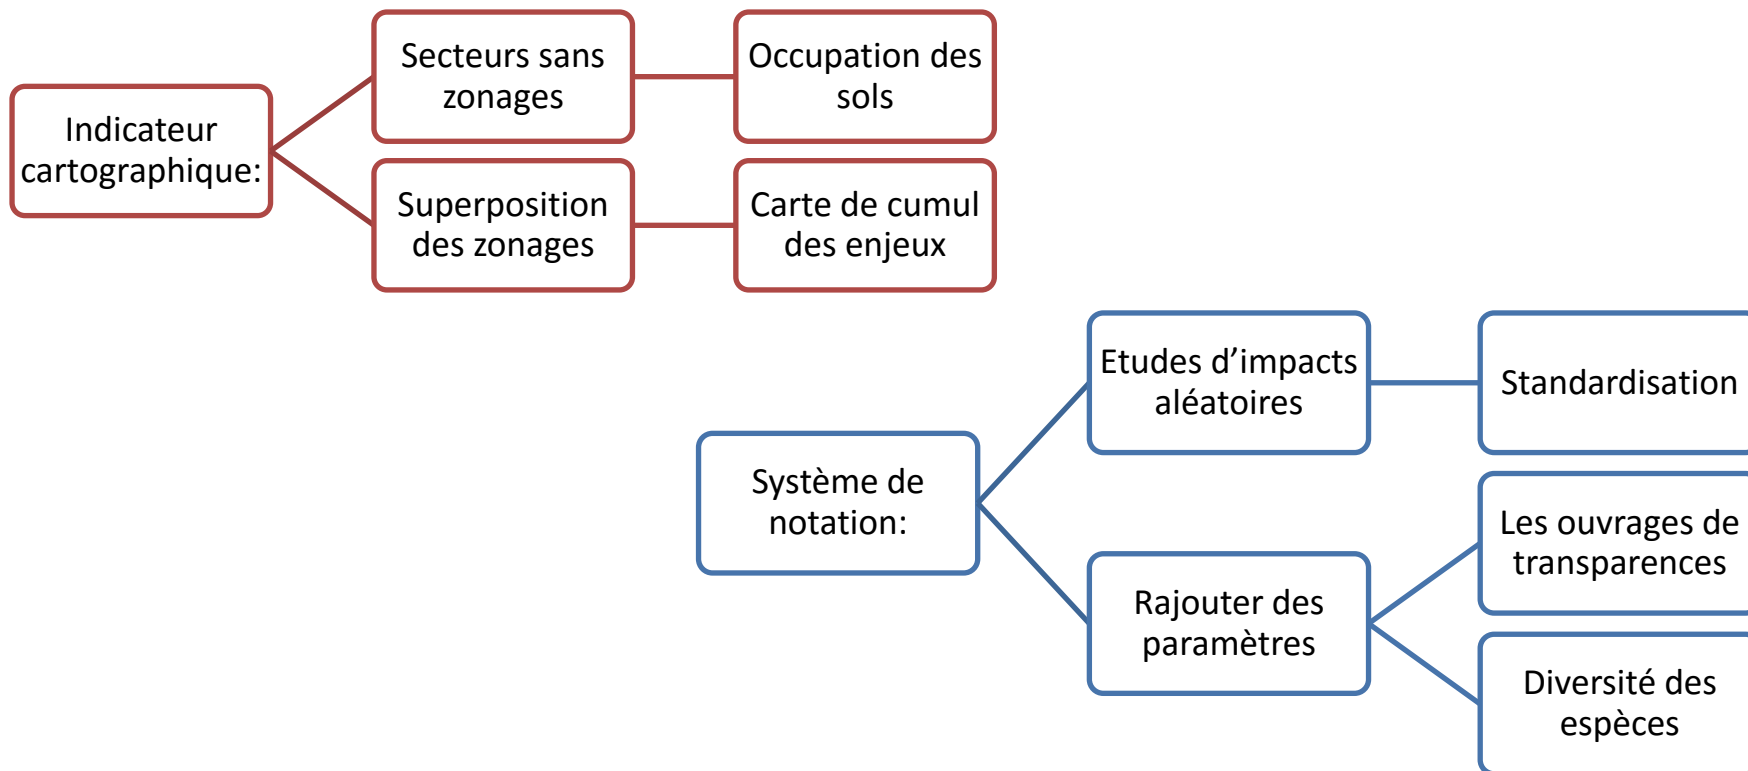 Indicateur
cartographique:
Secteurs sans
zonages
Occupation des
sols
Superposition
des zonages
Carte de cumul
des enjeux
Système de
notation:
Etudes d’impacts
aléatoires
Standardisation
Rajouter des
paramètres
Les ouvrages de
transparences
Diversité des
espèces